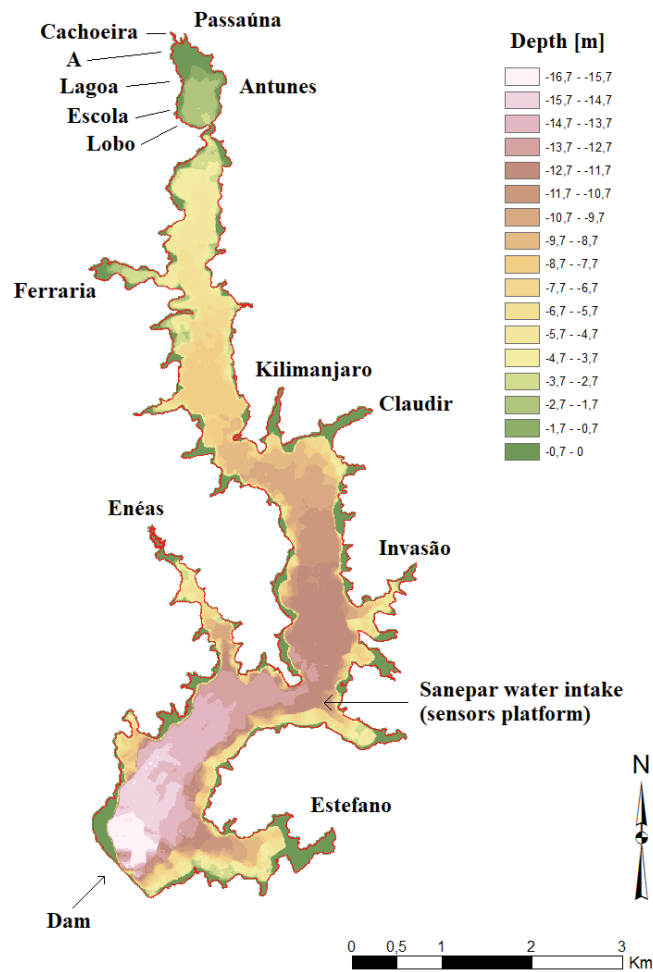 Cachoeira
Passaúna
A
Lagoa
Antunes
Escola
Lobo
Ferraria
Kilimanjaro
Claudir
Enéas
Invasão
Sanepar water intake
(sensors platform)
Estefano
Dam
Depth [m]
-16,7 - -15,7
-15,7 - -14,7
-14,7 - -13,7
-13,7 - -12,7
-12,7 - -11,7
-11,7 - -10,7
-10,7 - -9,7
-9,7 - -8,7
-8,7 - -7,7
-7,7 - -6,7
-6,7 - -5,7
-5,7 - -4,7
-4,7 - -3,7
-3,7 - -2,7
-2,7 - -1,7
-1,7 - -0,7
-0,7 - 0
N
0 0,5 1 2 3
Km